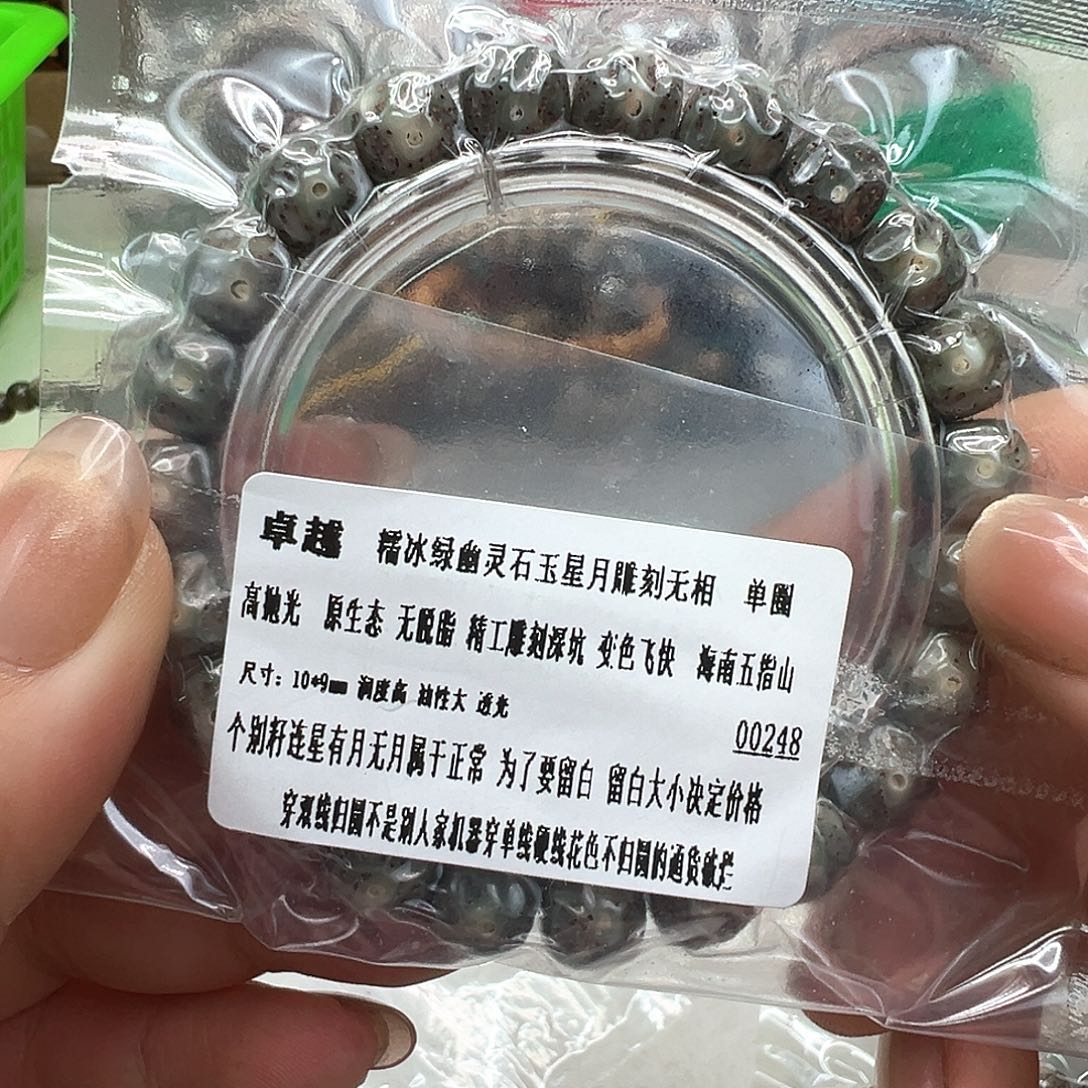 卓越 糯冰绿幽灵石玉星月雕刻无相 单圈
高抛光 原生态 无脱脂 精工雕刻深坑 变色飞快 海南五指山
尺寸：10*9mm 润度高 油性大 透光
00248
个别籽连星有月无月属于正常 为了要留白 留白大小决定价格
穿双线归圆不是别人家机器穿单线硬线花色不归圆的通货破烂